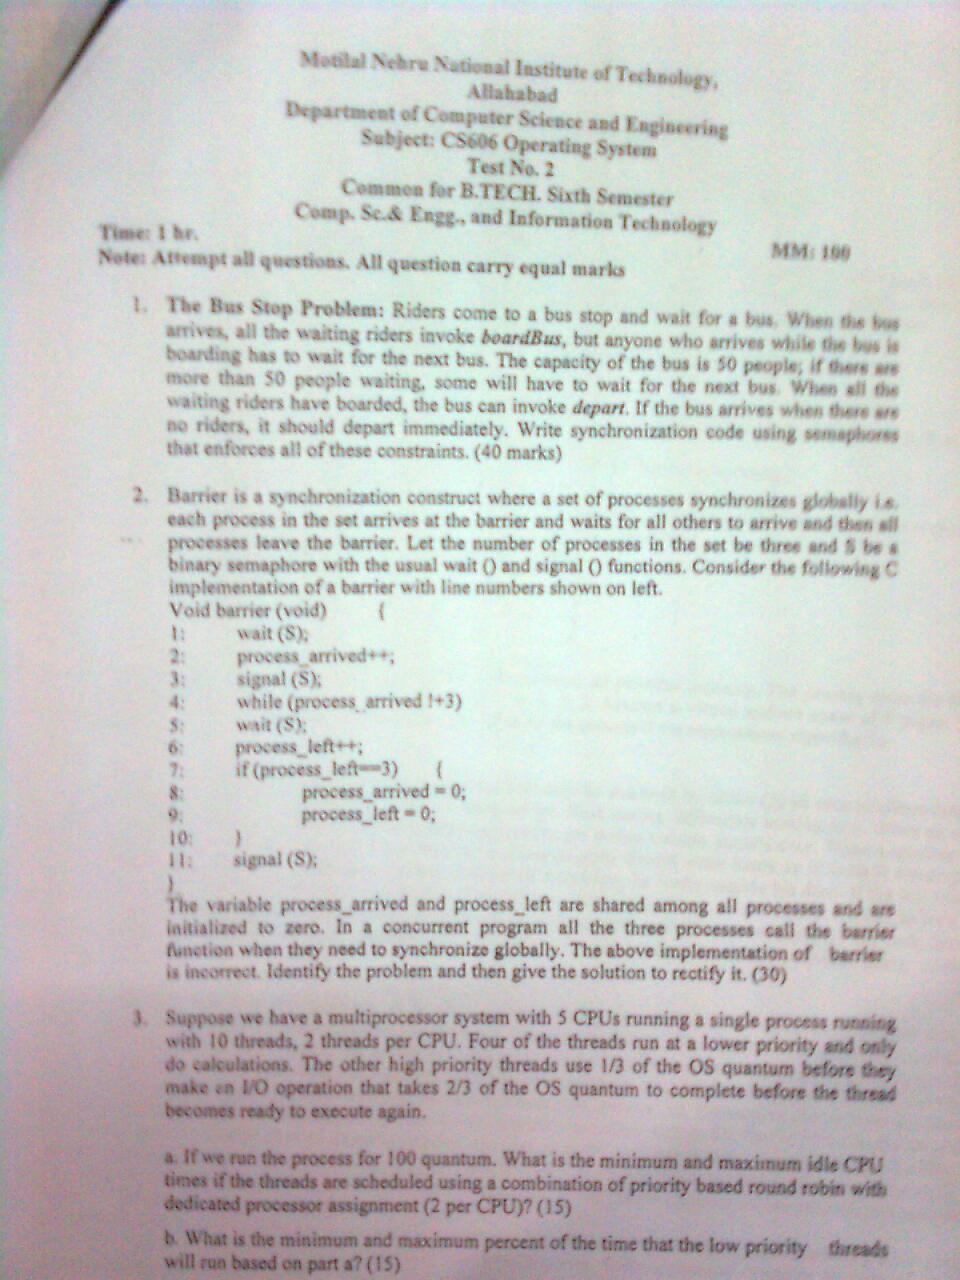 Motilal Nehru National Institute of Technology,
Allahabad
Department of Computer Science and Engineering
Subject: CS606 Operating System
Test No. 2
Common for B.TECH. Sixth Semester
Comp. Sc.& Engg., and Information Technology
Time: 1 hr.
MM: 100
Note: Attempt all questions. All question carry equal marks
1. The Bus Stop Problem: Riders come to a bus stop and wait for a bus. When the bus
arrives, all the waiting riders invoke boardBus, but anyone who arrives while the bus is
boarding has to wait for the next bus. The capacity of the bus is 50 people; if there are
more than 50 people waiting, some will have to wait for the next bus. When all the
waiting riders have boarded, the bus can invoke depart. If the bus arrives when there are
no riders, it should depart immediately. Write synchronization code using semaphores
that enforces all of these constraints. (40 marks)
2. Barrier is a synchronization construct where a set of processes synchronizes globally i.e.
each process in the set arrives at the barrier and waits for all others to arrive and then all
processes leave the barrier. Let the number of processes in the set be three and S be a
binary semaphore with the usual wait () and signal () functions. Consider the following C
implementation of a barrier with line numbers shown on left.
Void barrier (void) {
1: wait (S);
2: process_arrived++;
3: signal (S);
4: while (process_arrived !+3)
5: wait (S);
6: process_left++;
7: if (process_left==3) {
8: process_arrived = 0;
9: process_left = 0;
10: }
11: signal (S);
}
The variable process_arrived and process_left are shared among all processes and are
initialized to zero. In a concurrent program all the three processes call the barrier
function when they need to synchronize globally. The above implementation of barrier
is incorrect. Identify the problem and then give the solution to rectify it. (30)
3. Suppose we have a multiprocessor system with 5 CPUs running a single process running
with 10 threads, 2 threads per CPU. Four of the threads run at a lower priority and only
do calculations. The other high priority threads use 1/3 of the OS quantum before they
make an I/O operation that takes 2/3 of the OS quantum to complete before the thread
becomes ready to execute again.
a. If we run the process for 100 quantum. What is the minimum and maximum idle CPU
times if the threads are scheduled using a combination of priority based round robin with
dedicated processor assignment (2 per CPU)? (15)
b. What is the minimum and maximum percent of the time that the low priority threads
will run based on part a? (15)